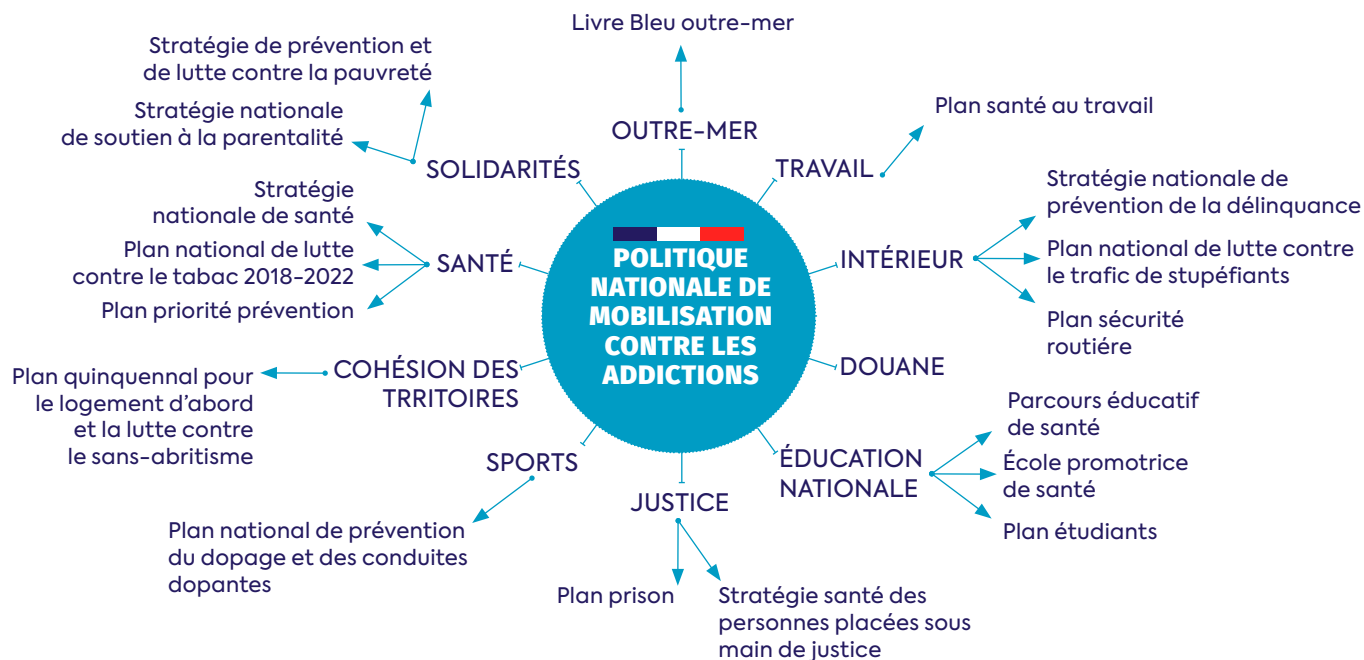 Livre Bleu outre-mer
Stratégie de prévention et
de lutte contre la pauvreté
Stratégie nationale
de soutien à la parentalité
SOLIDARITÉS
OUTRE-MER
TRAVAIL
Plan santé au travail
Stratégie
nationale de santé
Plan national de lutte
contre le tabac 2018-2022
Plan priorité prévention
SANTÉ
POLITIQUE
NATIONALE DE
MOBILISATION
CONTRE LES
ADDICTIONS
INTÉRIEUR
Stratégie nationale de
prévention de la délinquance
Plan national de lutte contre
le trafic de stupéfiants
Plan sécurité
routiére
DOUANE
Plan quinquennal pour
le logement d’abord
et la lutte contre
le sans-abritisme
COHÉSION DES
TRRITOIRES
SPORTS
Plan national de prévention
du dopage et des conduites
dopantes
JUSTICE
Plan prison
Stratégie santé des
personnes placées sous
main de justice
ÉDUCATION
NATIONALE
Parcours éducatif
de santé
École promotrice
de santé
Plan étudiants